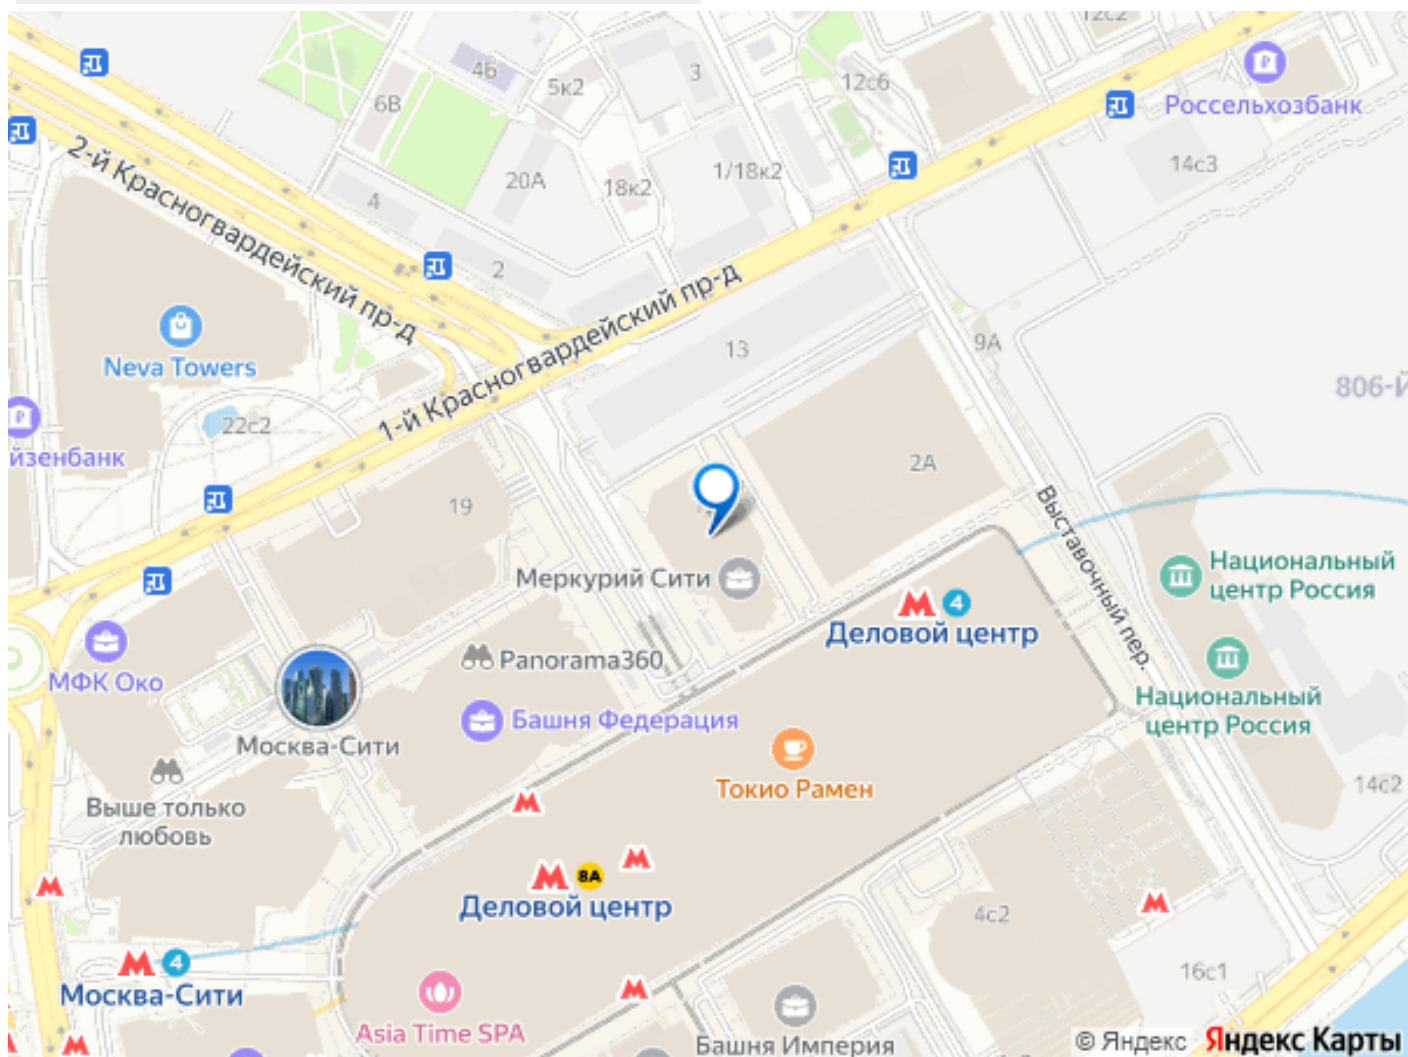 12с2
4Б
3
5к2
12с6
6В
Россельхозбанк
2-й Красногвардейский пр-д
20А
18к2
1/18к2
14с3
4
2
1-й Красногвардейский пр-д
13
9А
Neva Towers
806-Й
22с2
йзенбанк
2А
19
Выставочный пер.
Меркурий Сити
Национальный
центр Россия
4
Деловой центр
Panorama360
МФК Око
Башня Федерация
Национальный
центр Россия
Москва-Сити
Токио Рамен
14с2
Выше только
любовь
8А
Деловой центр
4с2
4
Москва-Сити
16с1
Asia Time SPA
Башня Империя
© Яндекс Яндекс Карты